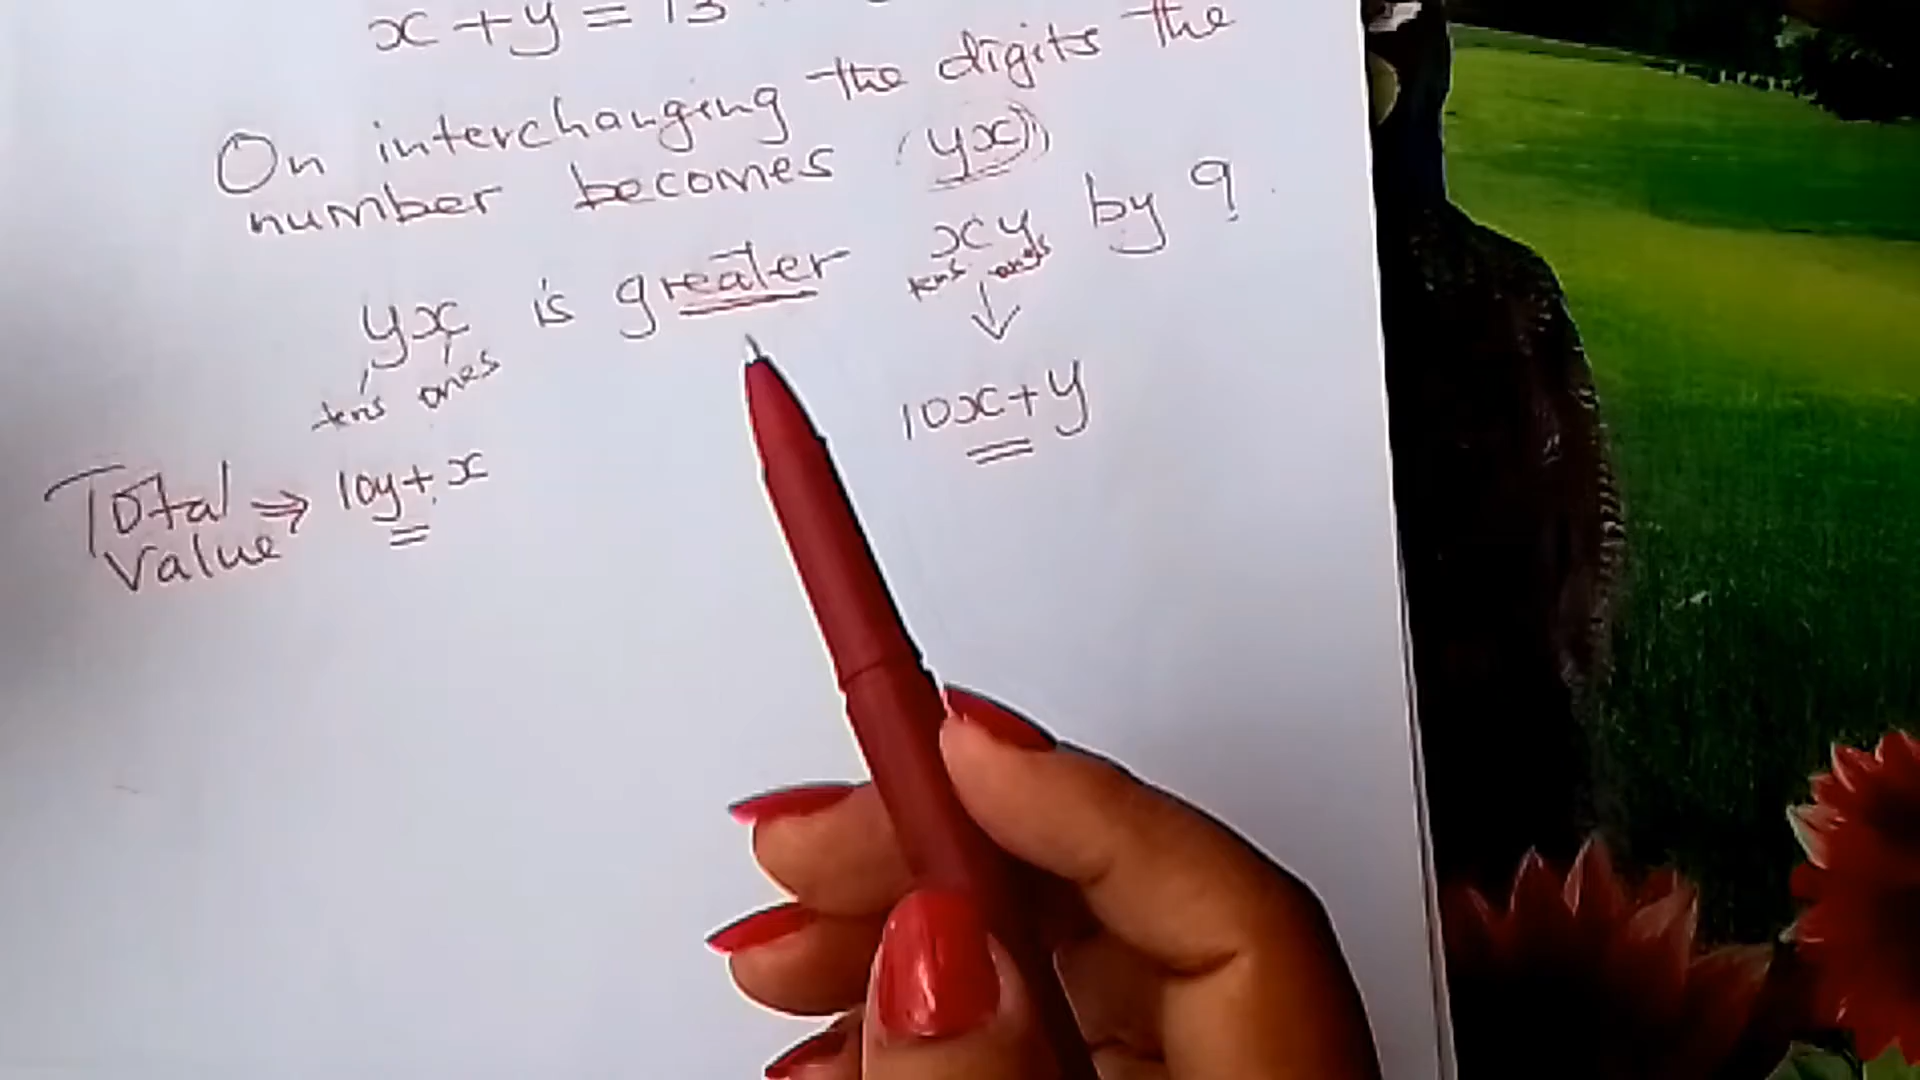 x + y = 13
On interchanging the digits the
number becomes (yx)
yx is greater xy by 9.
tens ones tens ones
10x+y
Total ⇒ 10y+x
Value